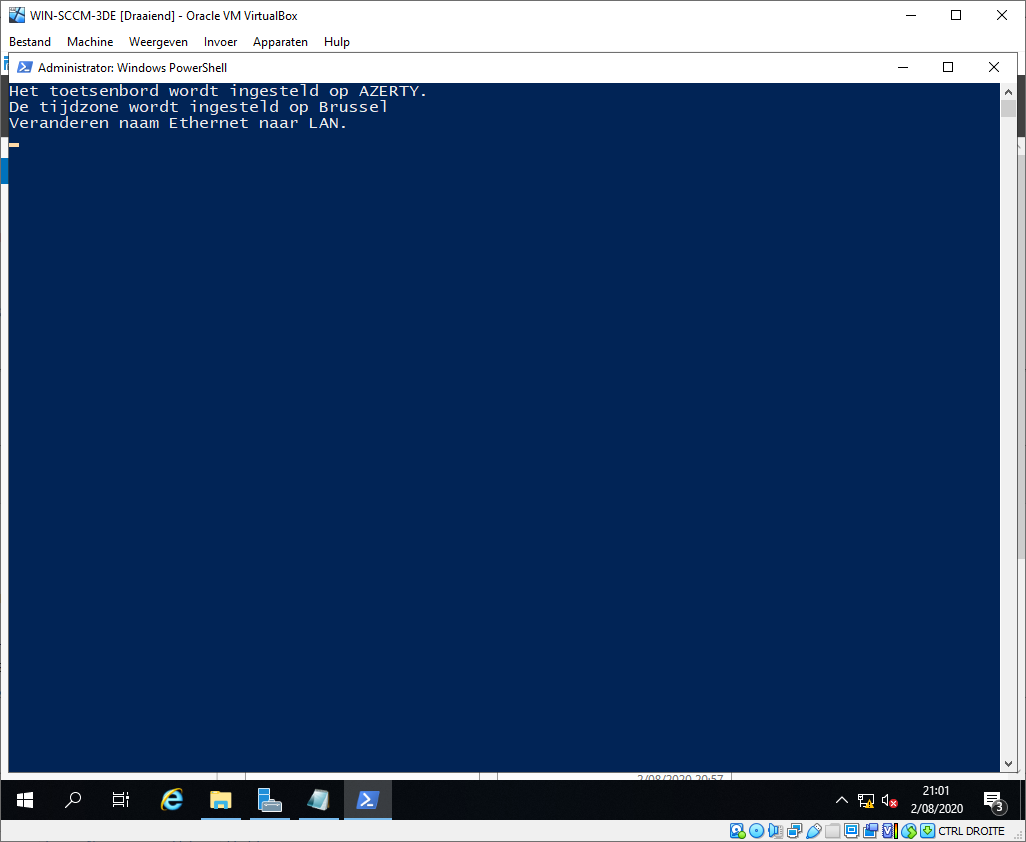 WIN-SCCM-3DE [Draaiend] - Oracle VM VirtualBox
Bestand Machine Weergeven Invoer Apparaten Hulp
Administrator: Windows PowerShell
Het toetsenbord wordt ingesteld op AZERTY.
De tijdzone wordt ingesteld op Brussel
Veranderen naam Ethernet naar LAN.
2/08/2020 20:57
21:01
2/08/2020
3
CTRL DROITE